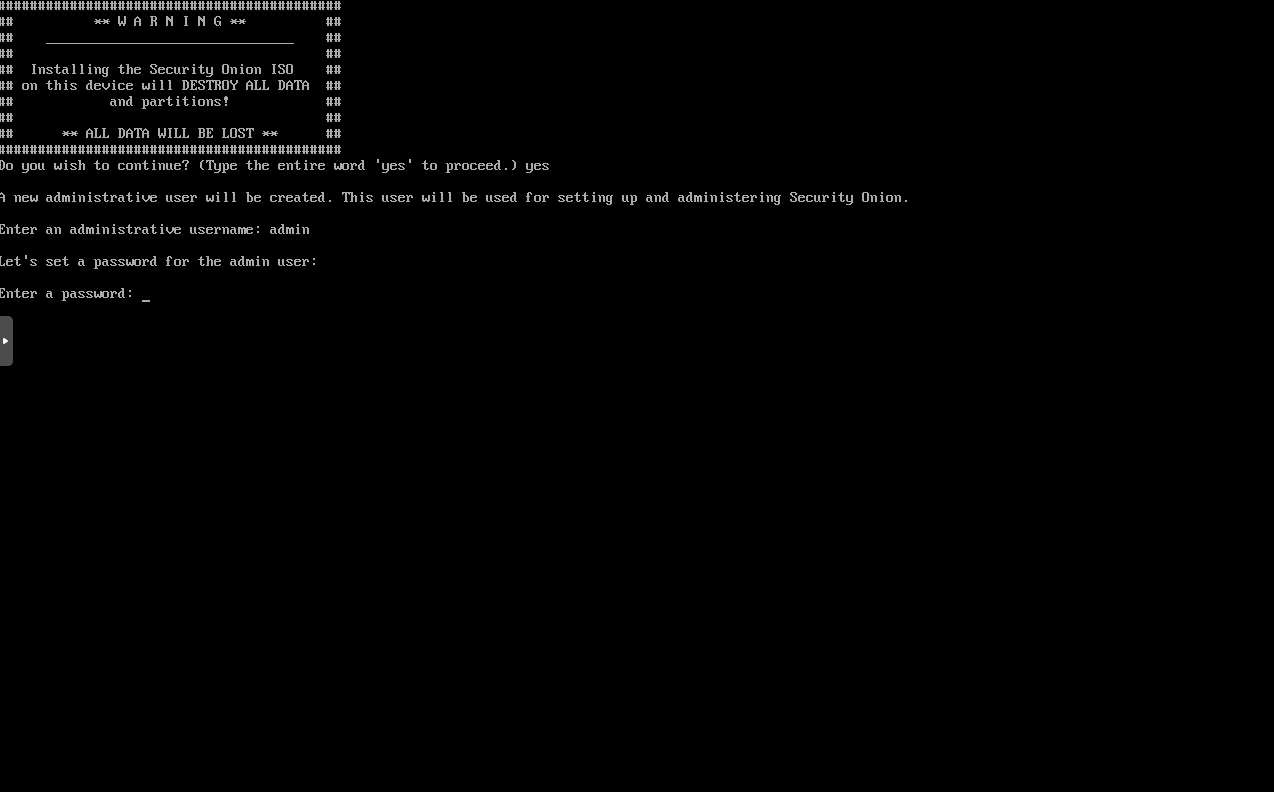 ###########################################
## ** W A R N I N G ** ##
## _______________________________ ##
## ##
## Installing the Security Onion ISO ##
## on this device will DESTROY ALL DATA ##
## and partitions! ##
## ##
## ** ALL DATA WILL BE LOST ** ##
###########################################
Do you wish to continue? (Type the entire word 'yes' to proceed.) yes
A new administrative user will be created. This user will be used for setting up and administering Security Onion.
Enter an administrative username: admin
Let's set a password for the admin user:
Enter a password: _